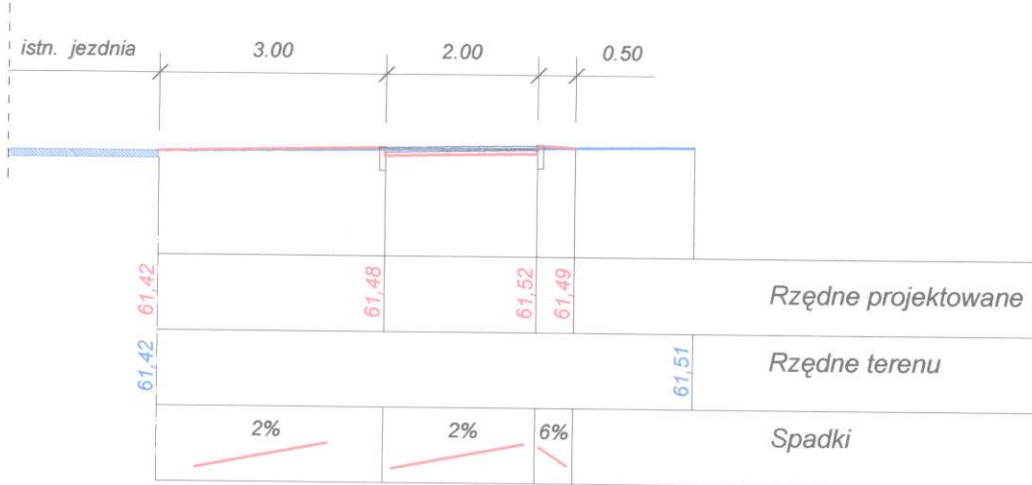 istn. jezdnia 3.00 2.00 0.50
61,42 61,48 61,52 61,49 Rzędne projektowane
61,42 61,51 Rzędne terenu
2% 2% 6% Spadki